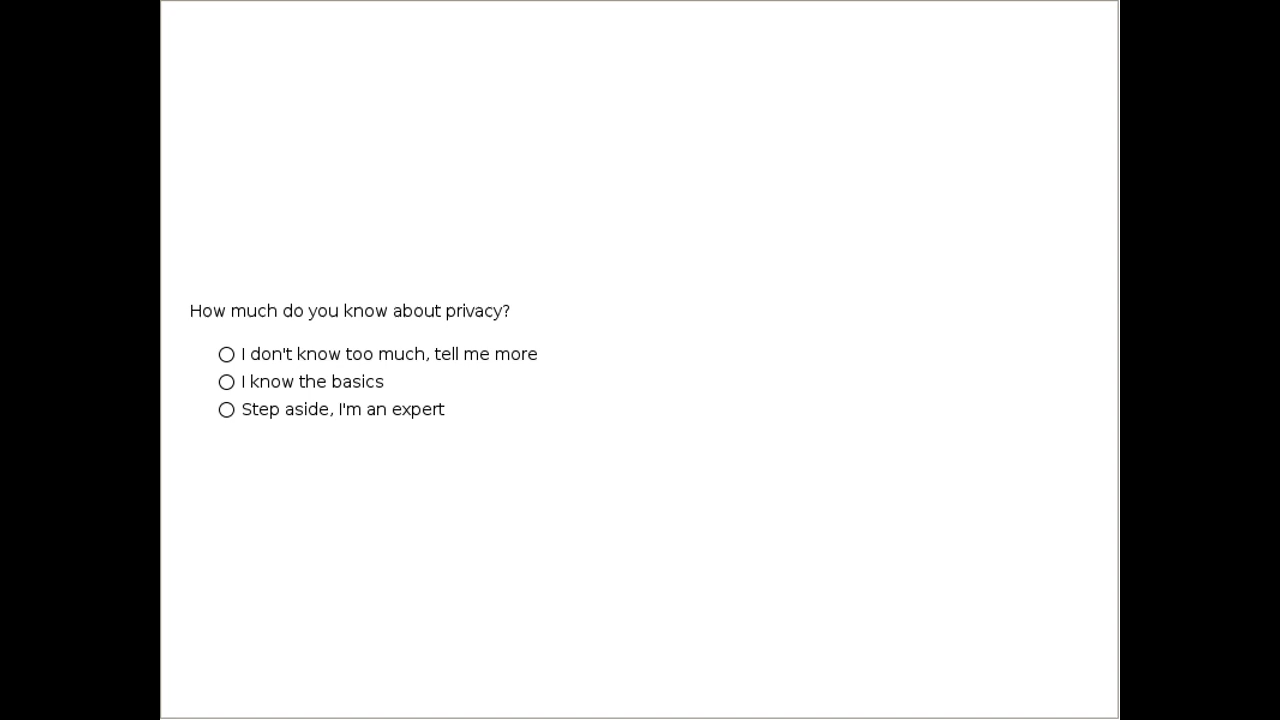 How much do you know about privacy?
I don't know too much, tell me more
I know the basics
Step aside, I'm an expert